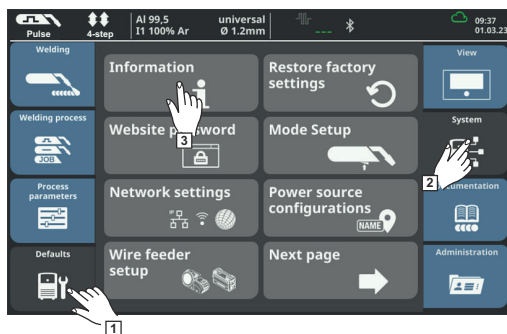 Pulse
4-step
Al 99,5 universal
I1 100% Ar Ø 1.2mm
---
09:37
01.03.23
Welding
Welding process
JOB
Process
parameters
Defaults
Information
Restore factory
settings
Website password
Mode Setup
Network settings
Power source
configurations
NAME
Wire feeder
setup
Next page
View
System
Documentation
Administration
1
2
3